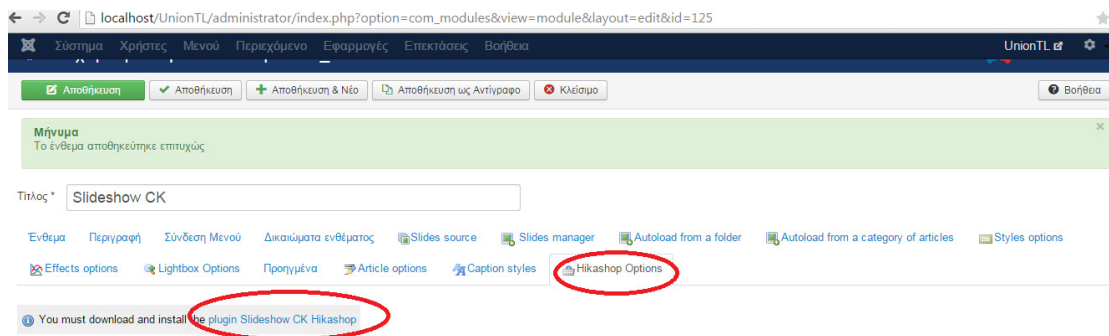 localhost/UnionTL/administrator/index.php?option=com_modules&view=module&layout=edit&id=125
Σύστημα Χρήστες Μενού Περιεχόμενο Εφαρμογές Επεκτάσεις Βοήθεια UnionTL
Αποθήκευση Αποθήκευση Αποθήκευση & Νέο Αποθήκευση ως Αντίγραφο Κλείσιμο Βοήθεια
Μήνυμα
Το ένθεμα αποθηκεύτηκε επιτυχώς
Τίτλος * Slideshow CK
Ένθεμα Περιγραφή Σύνδεση Μενού Δικαιώματα ενθέματος Slides source Slides manager Autoload from a folder Autoload from a category of articles Styles options
Effects options Lightbox Options Προηγμένα Article options Caption styles Hikashop Options
You must download and install the plugin Slideshow CK Hikashop